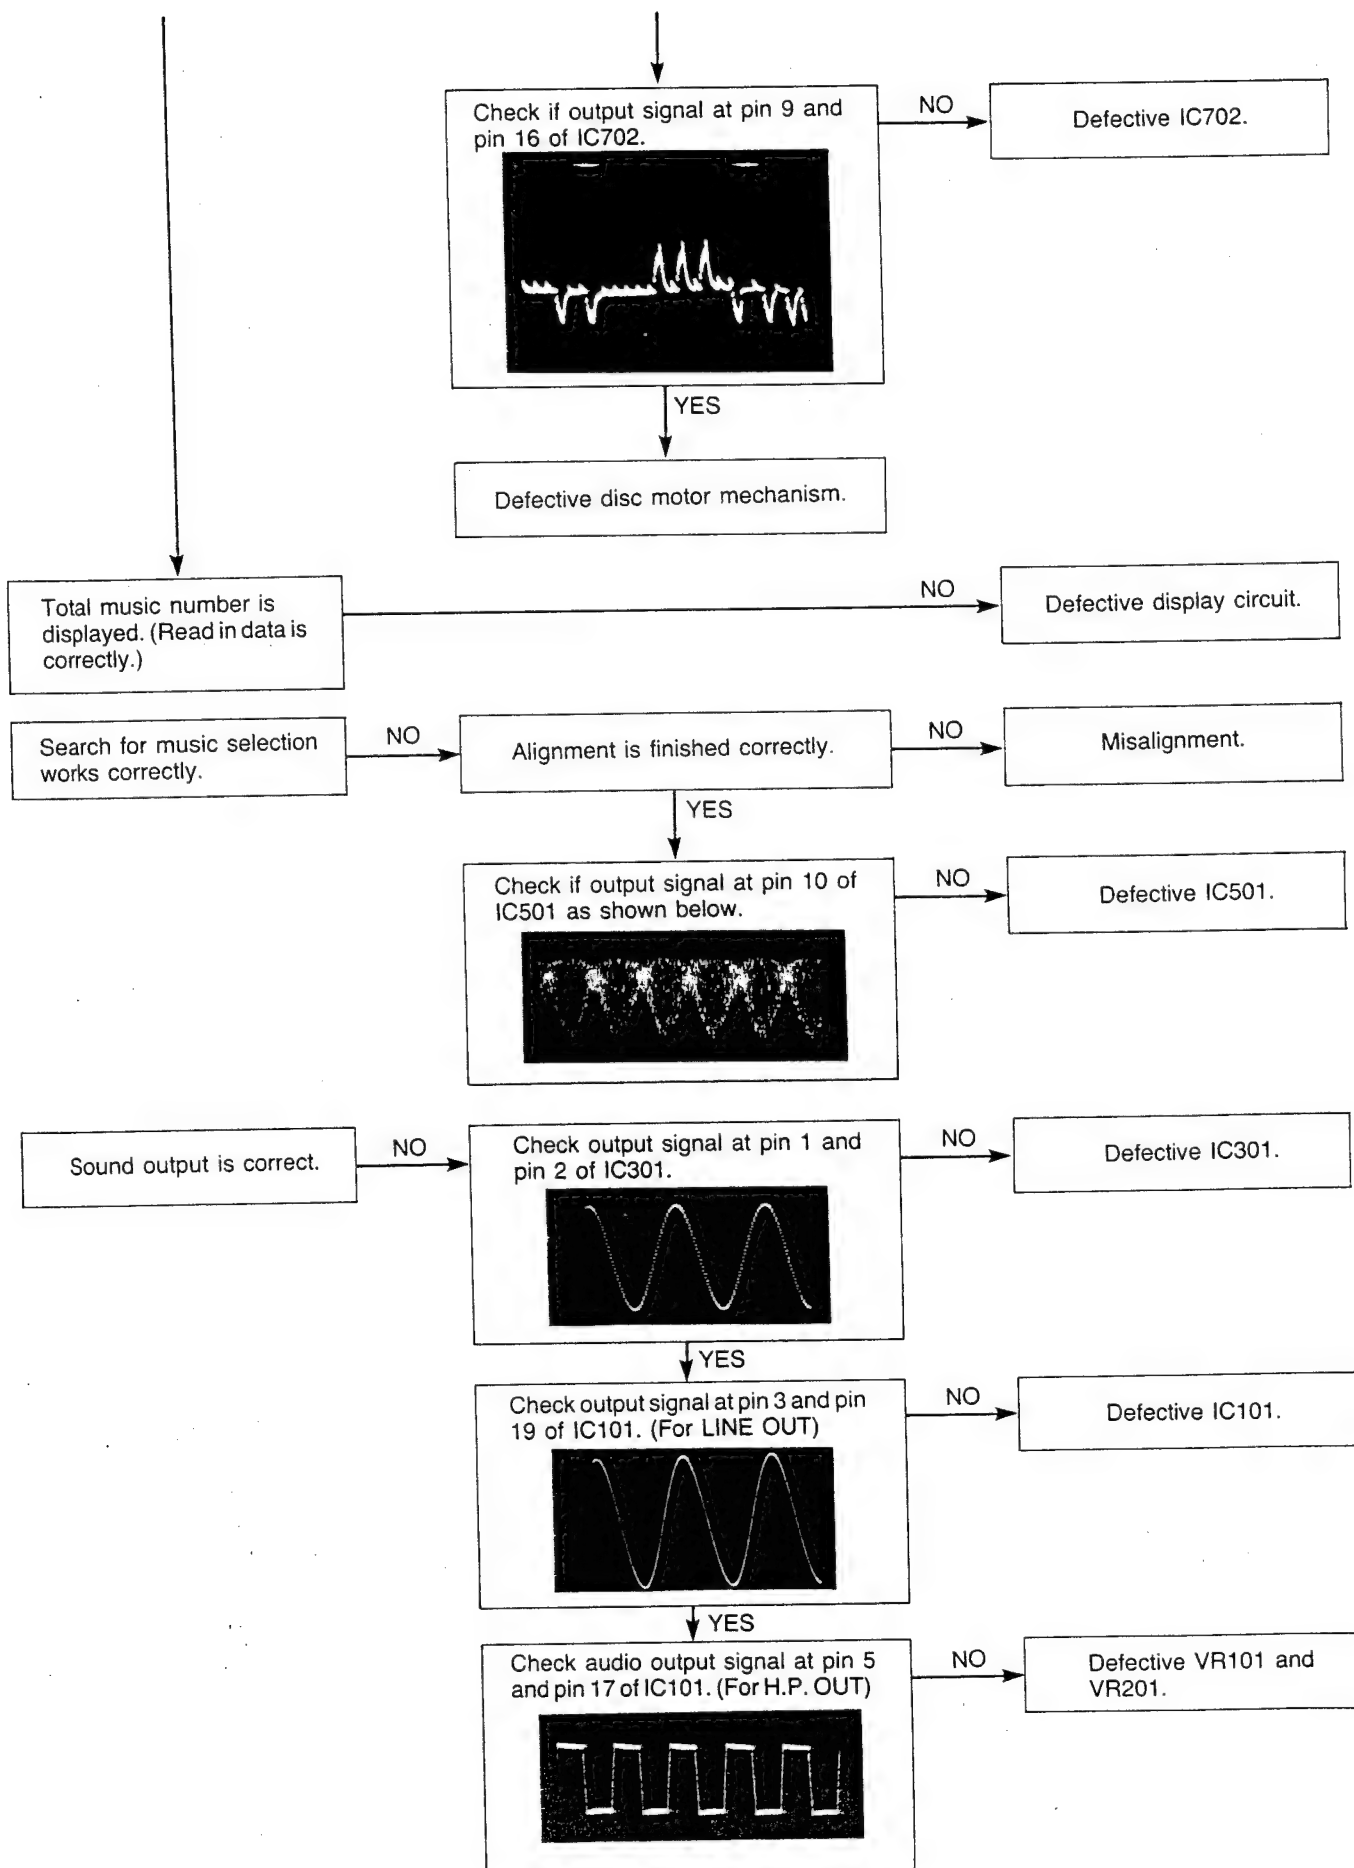 Check if output signal at pin 9 and
pin 16 of IC702.
NO
Defective IC702.
YES
Defective disc motor mechanism.
Total music number is
displayed. (Read in data is
correctly.)
NO
Defective display circuit.
Search for music selection
works correctly.
NO
Alignment is finished correctly.
NO
Misalignment.
YES
Check if output signal at pin 10 of
IC501 as shown below.
NO
Defective IC501.
Sound output is correct.
NO
Check output signal at pin 1 and
pin 2 of IC301.
NO
Defective IC301.
YES
Check output signal at pin 3 and pin
19 of IC101. (For LINE OUT)
NO
Defective IC101.
YES
Check audio output signal at pin 5
and pin 17 of IC101. (For H.P. OUT)
NO
Defective VR101 and
VR201.